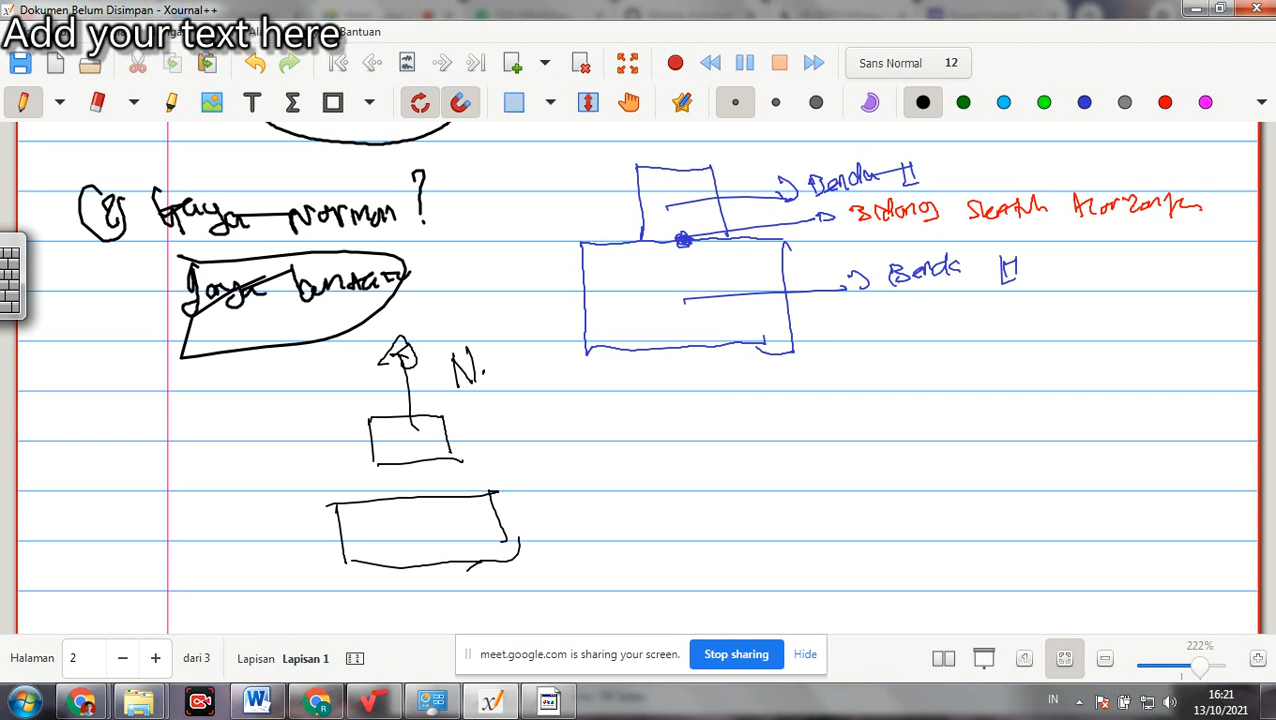 Dokumen Belum Disimpan - Xournal++
Add your text here
Bantuan
Sans Normal 12
Gaya Normal ?
Benda II
Bidang Sentuh Horizontal
Gaya
Benda
N.
Halaman 2 dari 3 Lapisan Lapisan 1
meet.google.com is sharing your screen. Stop sharing Hide
222%
IN
16:21
13/10/2021